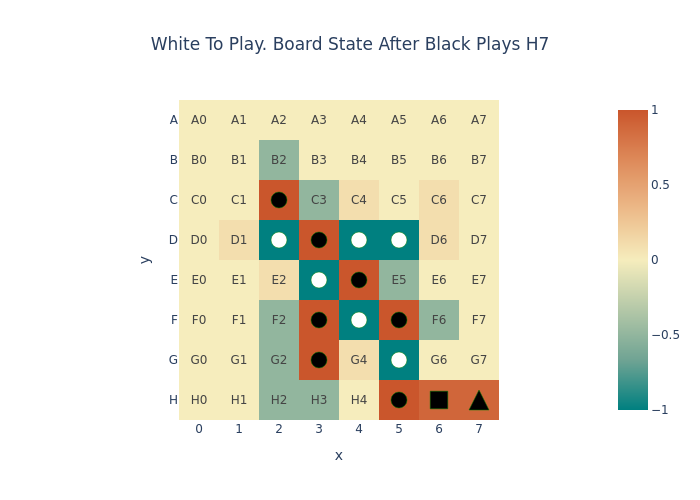 White To Play. Board State After Black Plays H7
A A0 A1 A2 A3 A4 A5 A6 A7
B B0 B1 B2 B3 B4 B5 B6 B7
C C0 C1 C3 C4 C5 C6 C7
D D0 D1 D6 D7
E E0 E1 E2 E5 E6 E7
F F0 F1 F2 F6 F7
G G0 G1 G2 G4 G6 G7
H H0 H1 H2 H3 H4
0 1 2 3 4 5 6 7
x
y
1
0.5
0
−0.5
−1